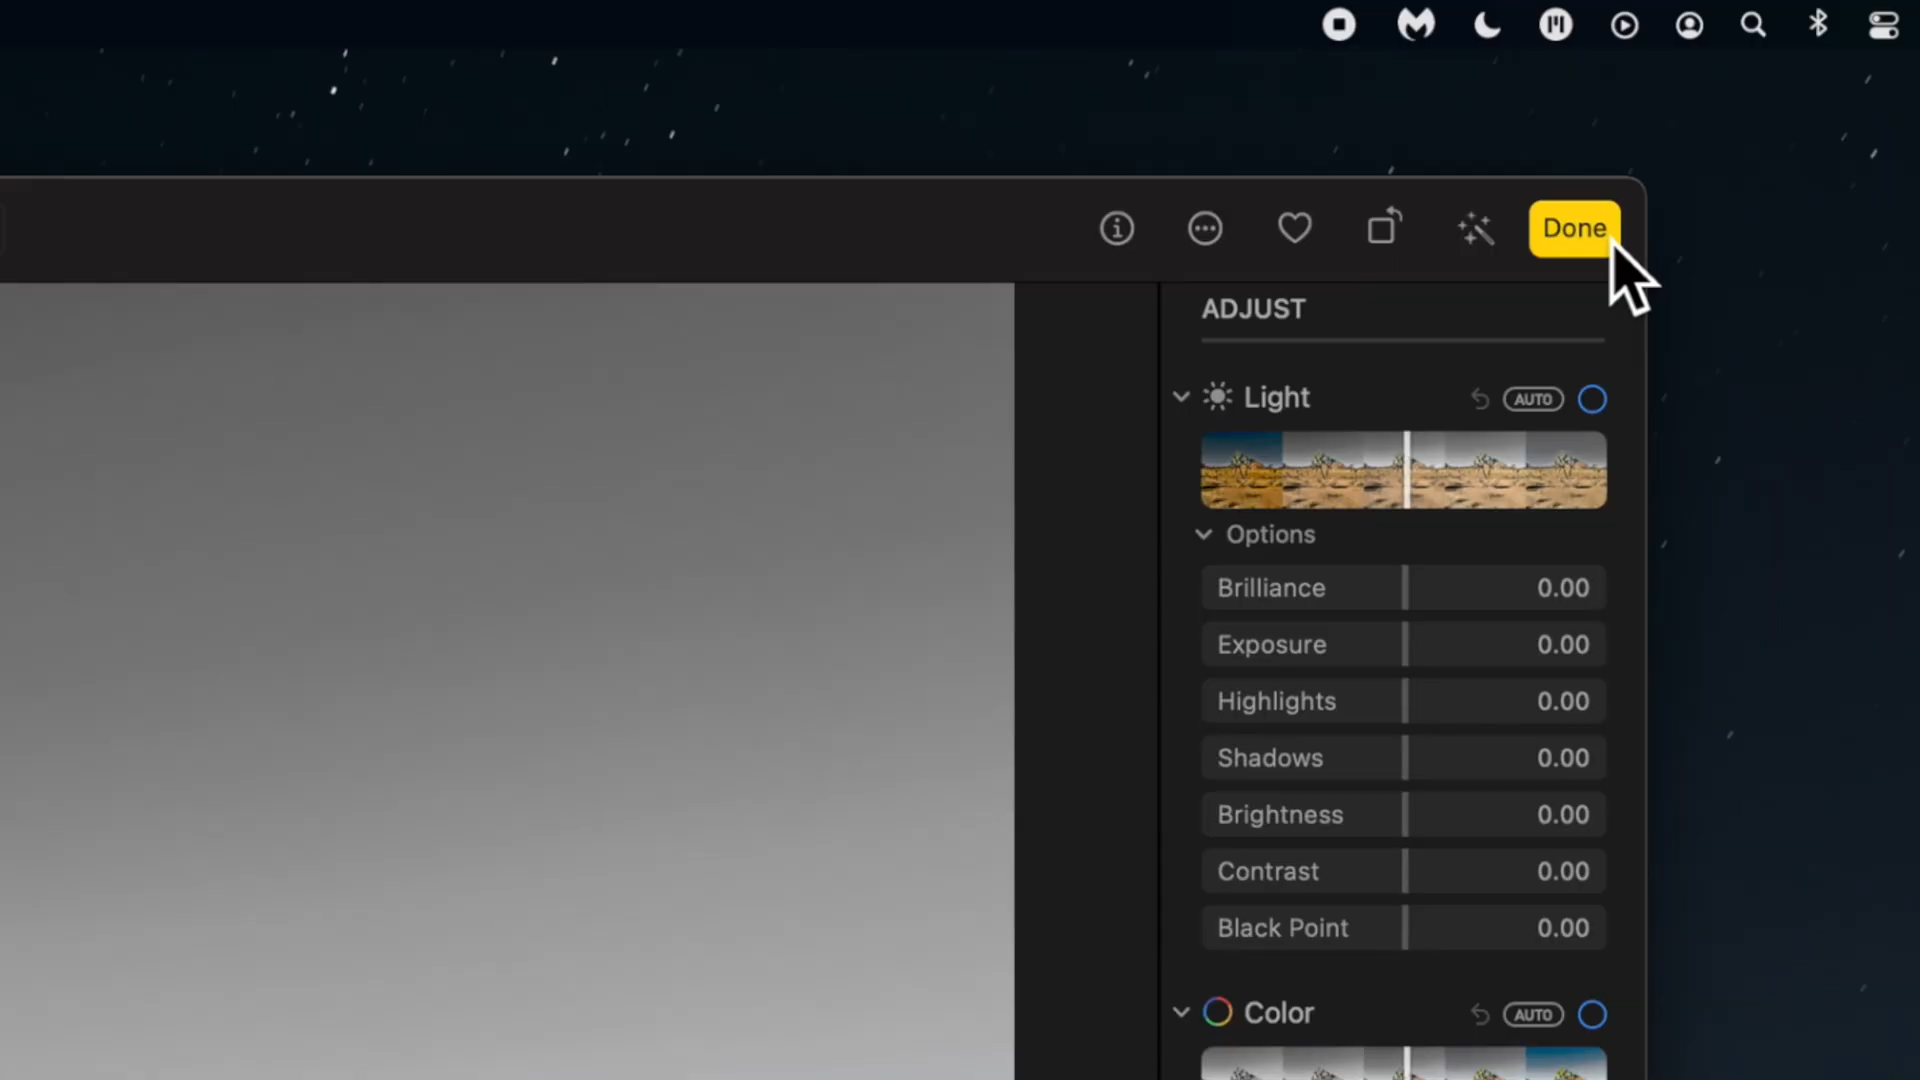 Done
ADJUST
Light AUTO
Options
Brilliance 0.00
Exposure 0.00
Highlights 0.00
Shadows 0.00
Brightness 0.00
Contrast 0.00
Black Point 0.00
Color AUTO